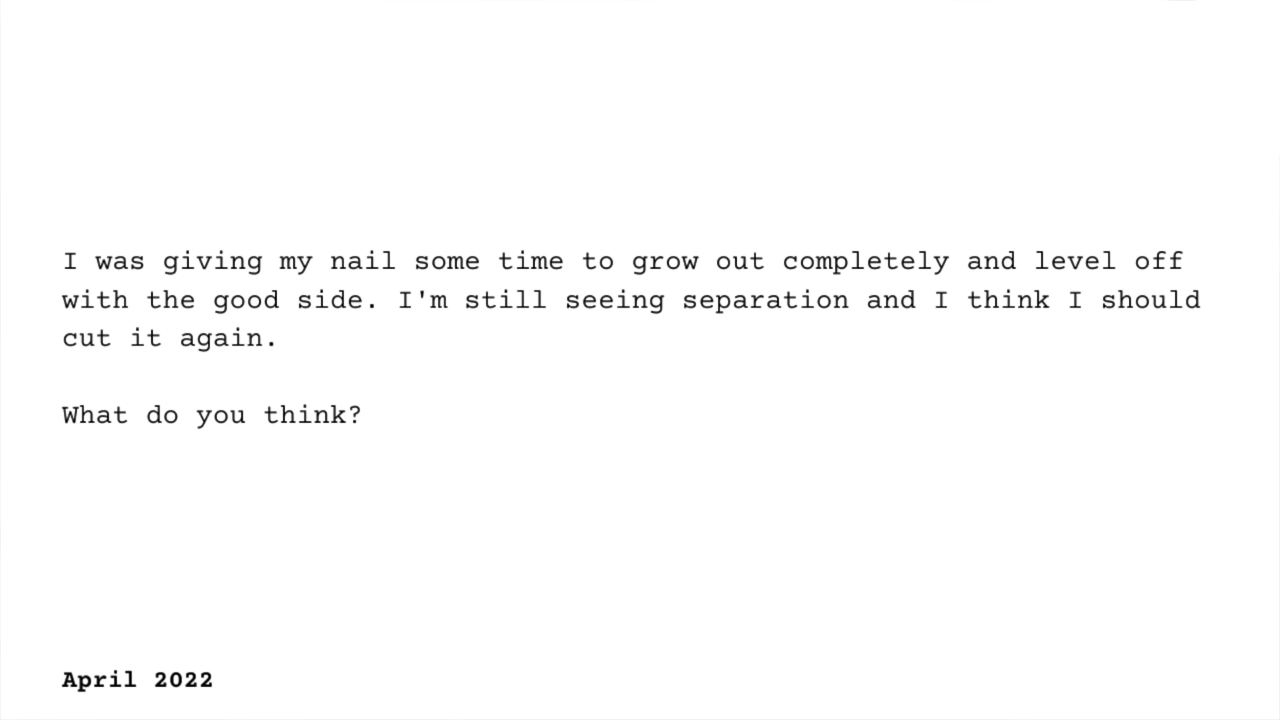 I was giving my nail some time to grow out completely and level off
with the good side. I'm still seeing separation and I think I should
cut it again.
What do you think?
April 2022